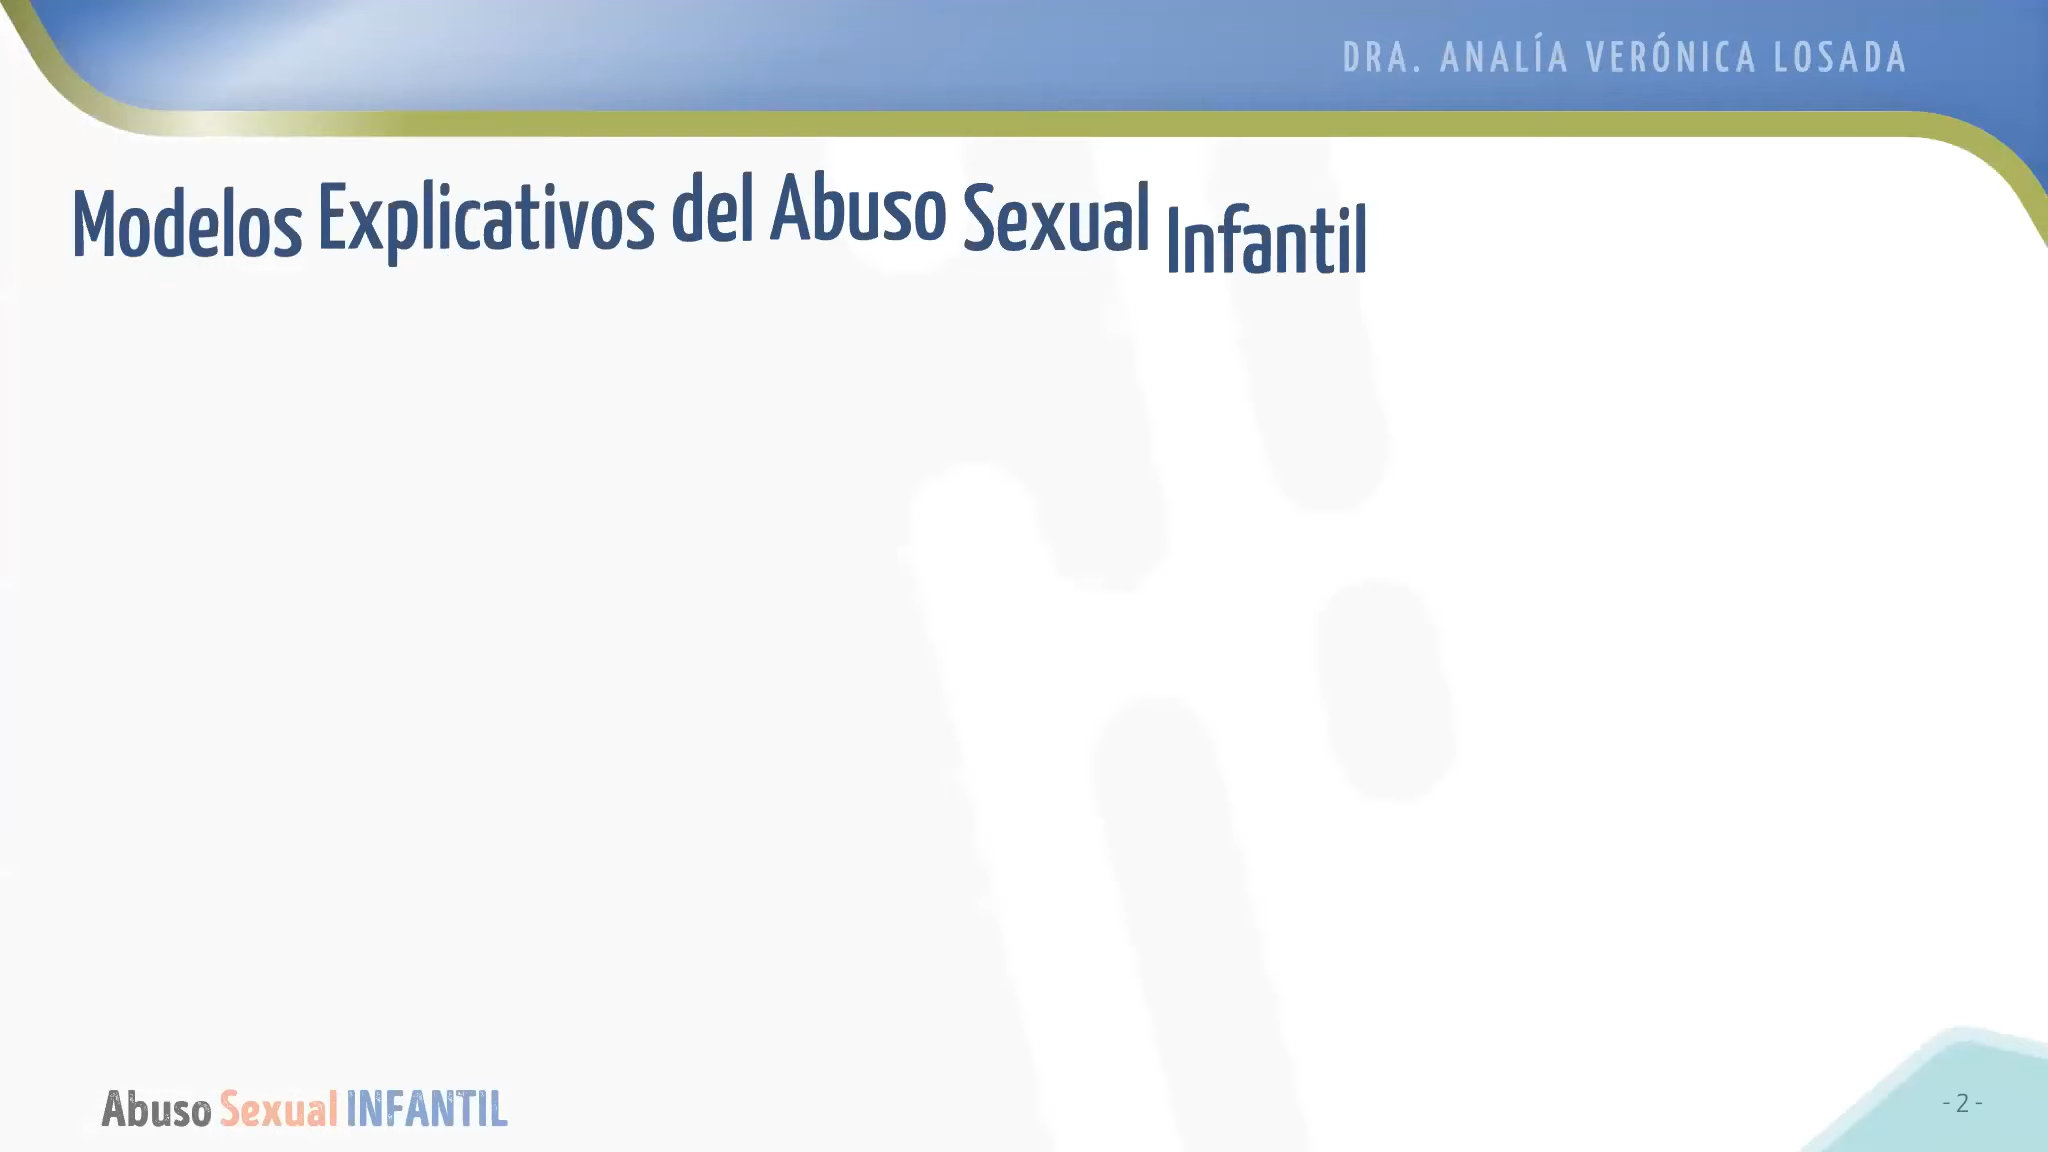 DRA. ANALÍA VERÓNICA LOSADA
Modelos Explicativos del Abuso Sexual Infantil
Abuso Sexual INFANTIL
- 2 -